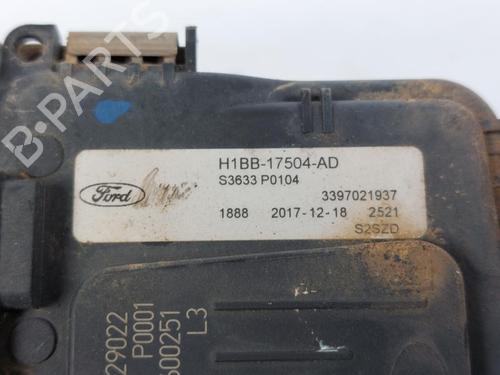 H1BB-17504-AD
S3633 P0104
Ford
3397021937
1888 2017-12-18 2521
S2SZD
29022
P0001
600251
L3
B-Parts